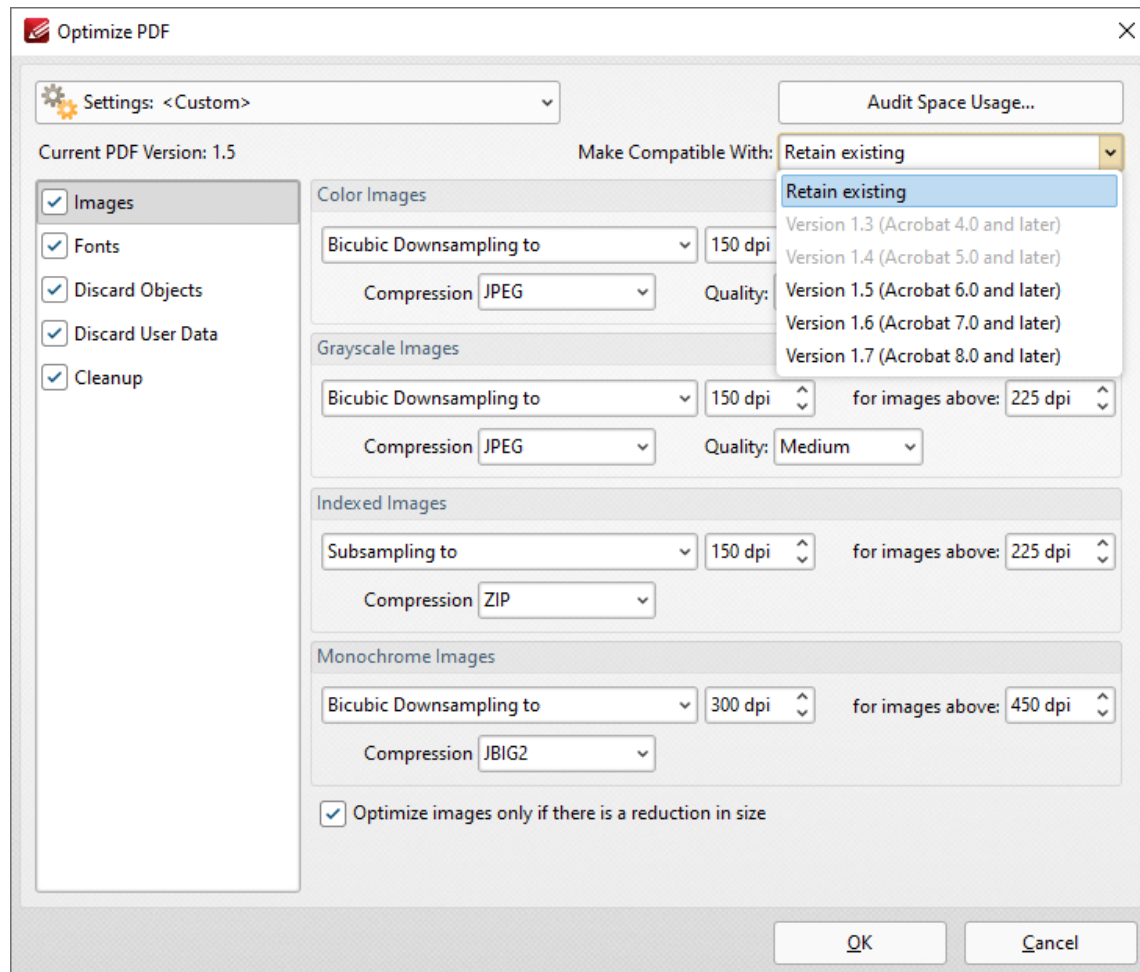 Optimize PDF
Settings: <Custom>
Audit Space Usage...
Current PDF Version: 1.5
Make Compatible With: Retain existing
Retain existing
Version 1.3 (Acrobat 4.0 and later)
Version 1.4 (Acrobat 5.0 and later)
Version 1.5 (Acrobat 6.0 and later)
Version 1.6 (Acrobat 7.0 and later)
Version 1.7 (Acrobat 8.0 and later)
Images
Fonts
Discard Objects
Discard User Data
Cleanup
Color Images
Bicubic Downsampling to 150 dpi
Compression JPEG Quality:
Grayscale Images
Bicubic Downsampling to 150 dpi for images above: 225 dpi
Compression JPEG Quality: Medium
Indexed Images
Subsampling to 150 dpi for images above: 225 dpi
Compression ZIP
Monochrome Images
Bicubic Downsampling to 300 dpi for images above: 450 dpi
Compression JBIG2
Optimize images only if there is a reduction in size
OK Cancel